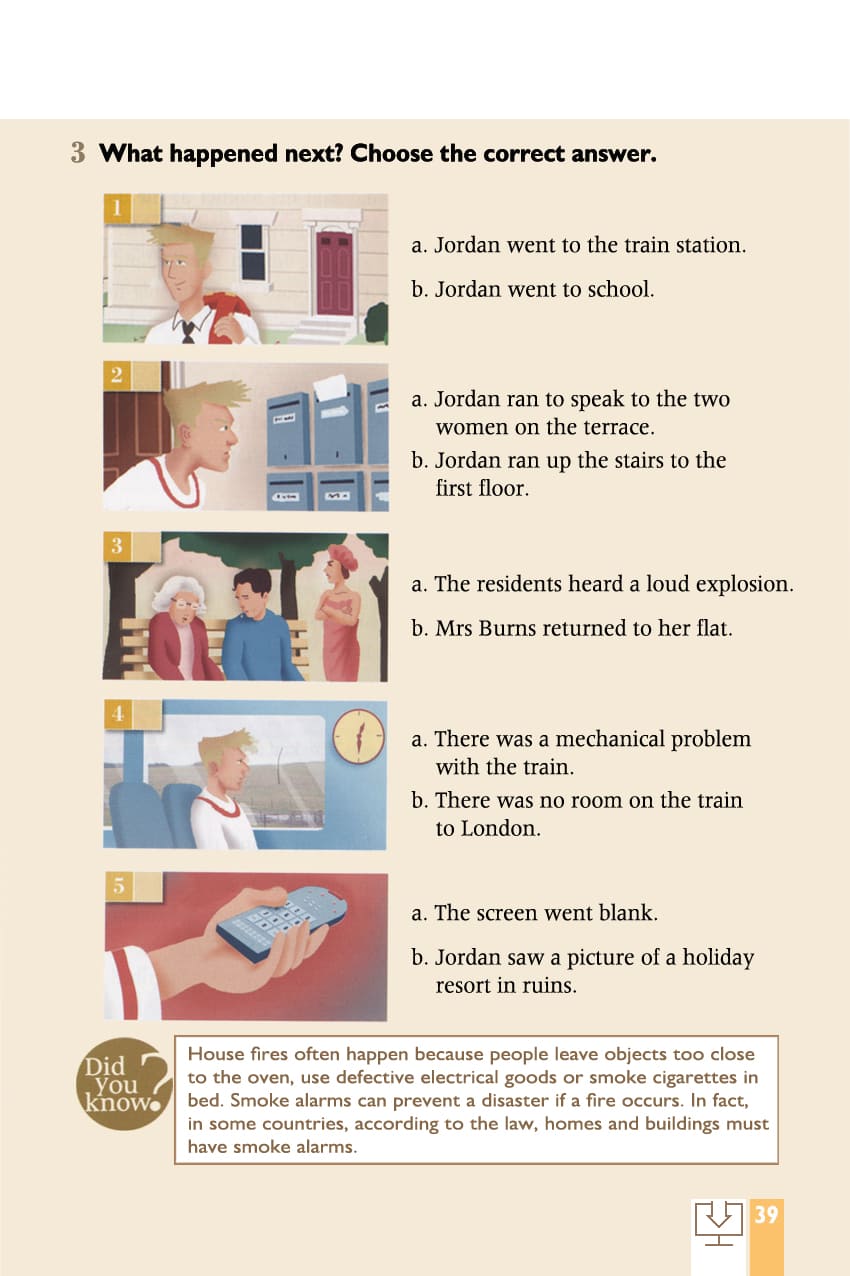 3 What happened next? Choose the correct answer.
1
a. Jordan went to the train station.
b. Jordan went to school.
2
a. Jordan ran to speak to the two
women on the terrace.
b. Jordan ran up the stairs to the
first floor.
3
a. The residents heard a loud explosion.
b. Mrs Burns returned to her flat.
4
a. There was a mechanical problem
with the train.
b. There was no room on the train
to London.
5
a. The screen went blank.
b. Jordan saw a picture of a holiday
resort in ruins.
Did
you
know?
House fires often happen because people leave objects too close
to the oven, use defective electrical goods or smoke cigarettes in
bed. Smoke alarms can prevent a disaster if a fire occurs. In fact,
in some countries, according to the law, homes and buildings must
have smoke alarms.
39